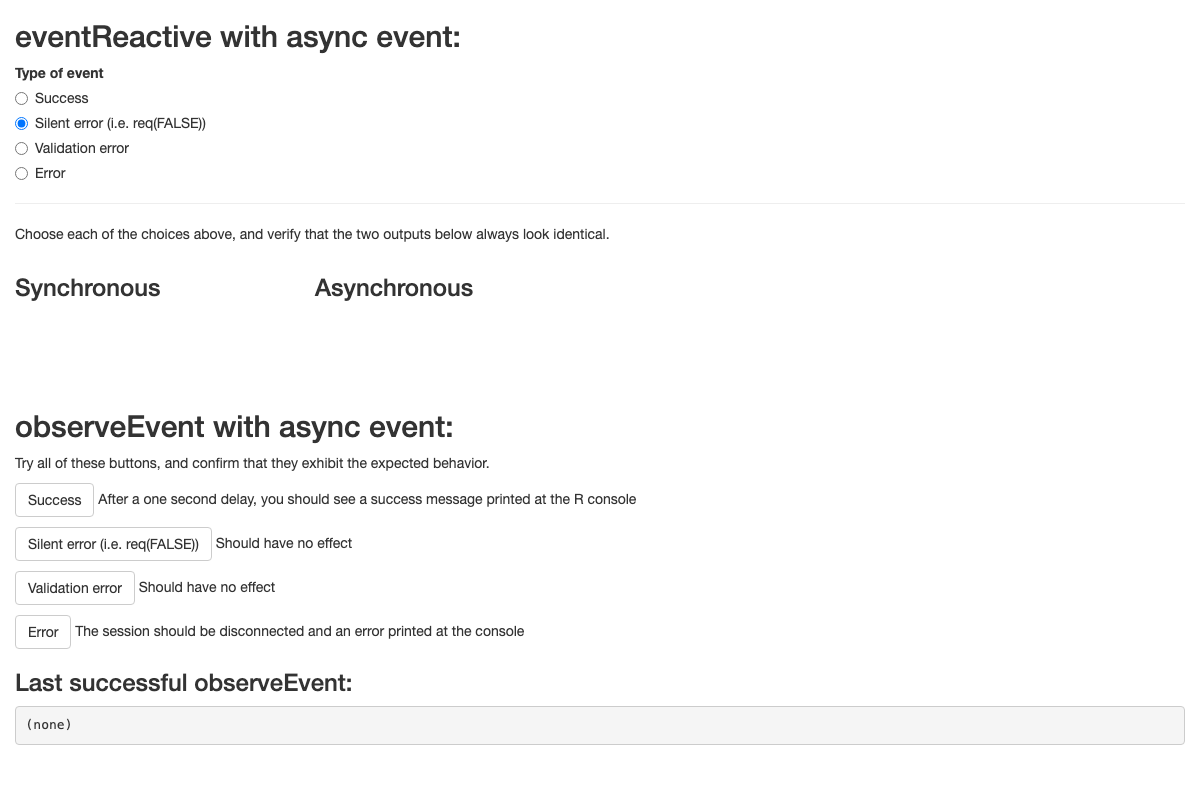 eventReactive with async event:
Type of event
Success
Silent error (i.e. req(FALSE))
Validation error
Error
Choose each of the choices above, and verify that the two outputs below always look identical.
Synchronous
Asynchronous
observeEvent with async event:
Try all of these buttons, and confirm that they exhibit the expected behavior.
Success After a one second delay, you should see a success message printed at the R console
Silent error (i.e. req(FALSE)) Should have no effect
Validation error Should have no effect
Error The session should be disconnected and an error printed at the console
Last successful observeEvent:
(none)